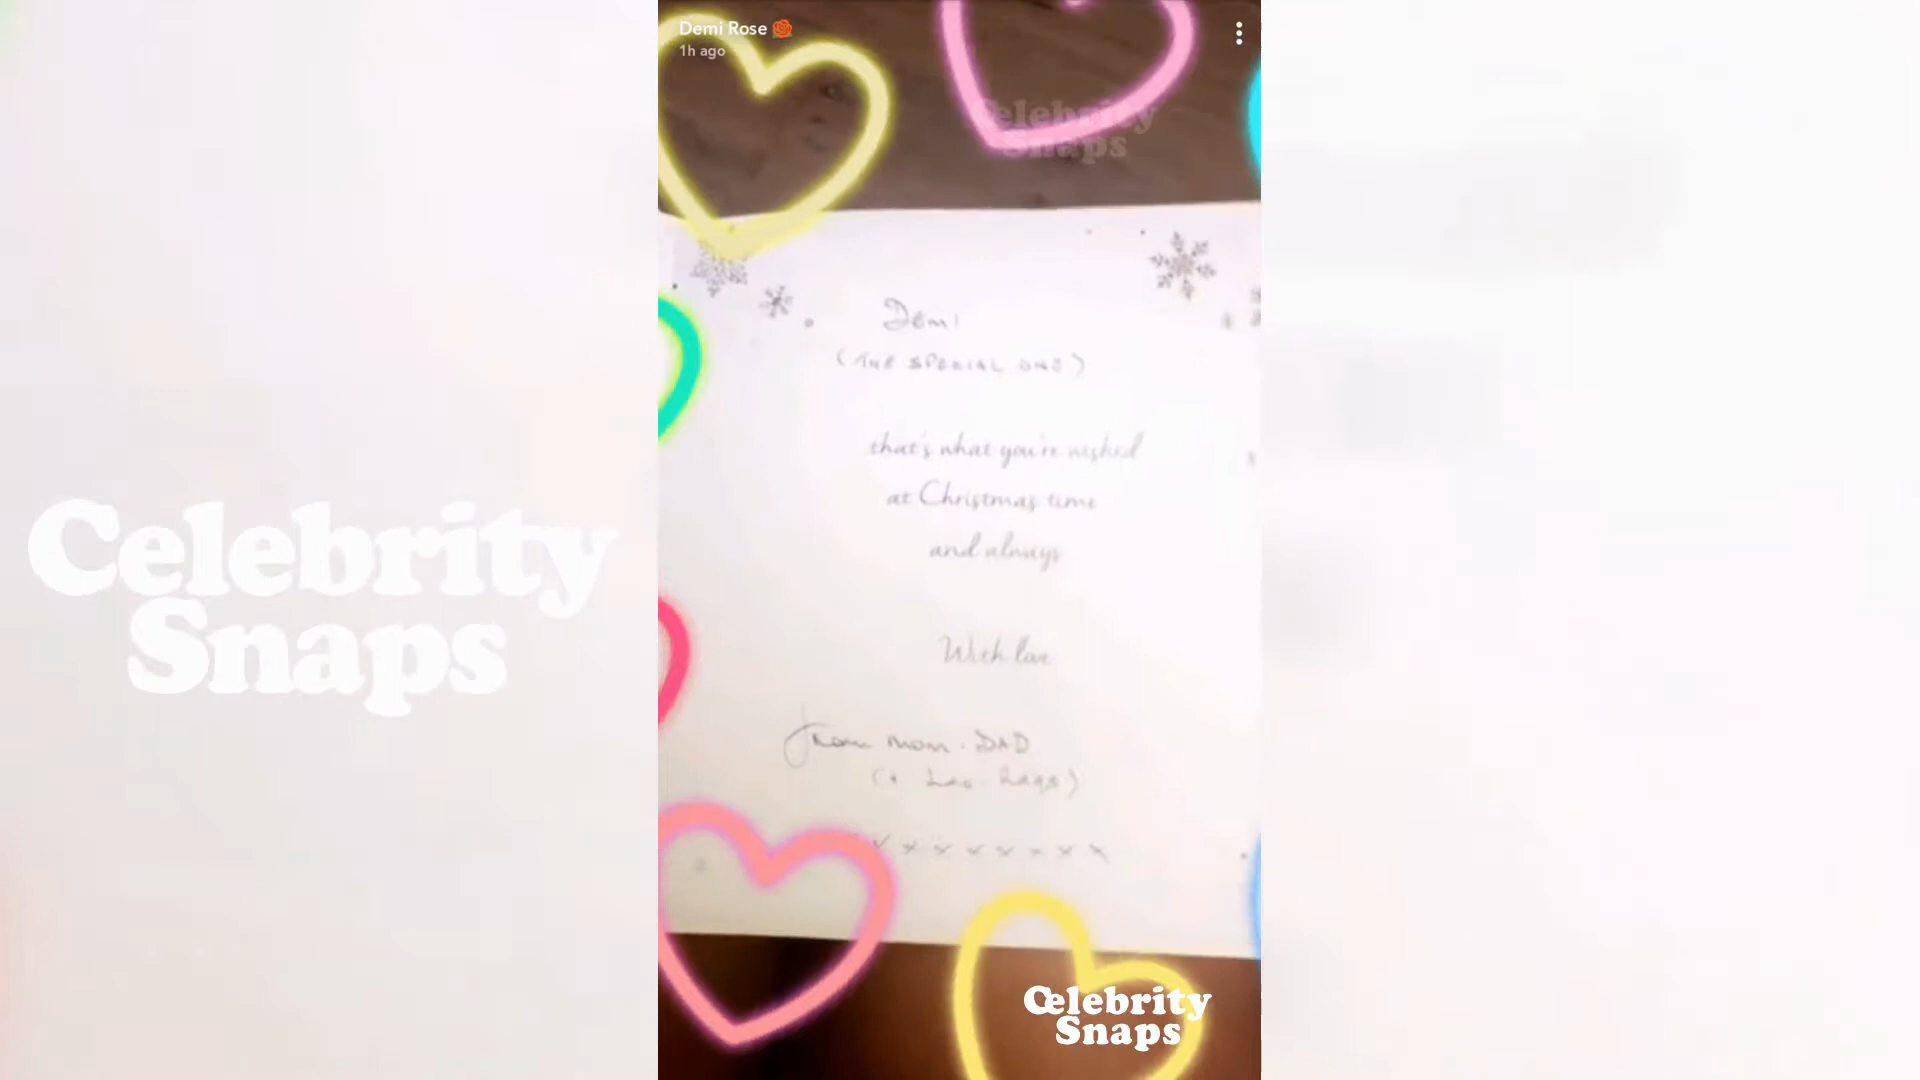 Demi Rose
1h ago
Celebrity
Snaps
Demi
(THE SPECIAL ONE)
that's what you're wished
at Christmas time
and always
With love
From mom. DAD
x x x x x x x x
Celebrity
Snaps
Celebrity
Snaps